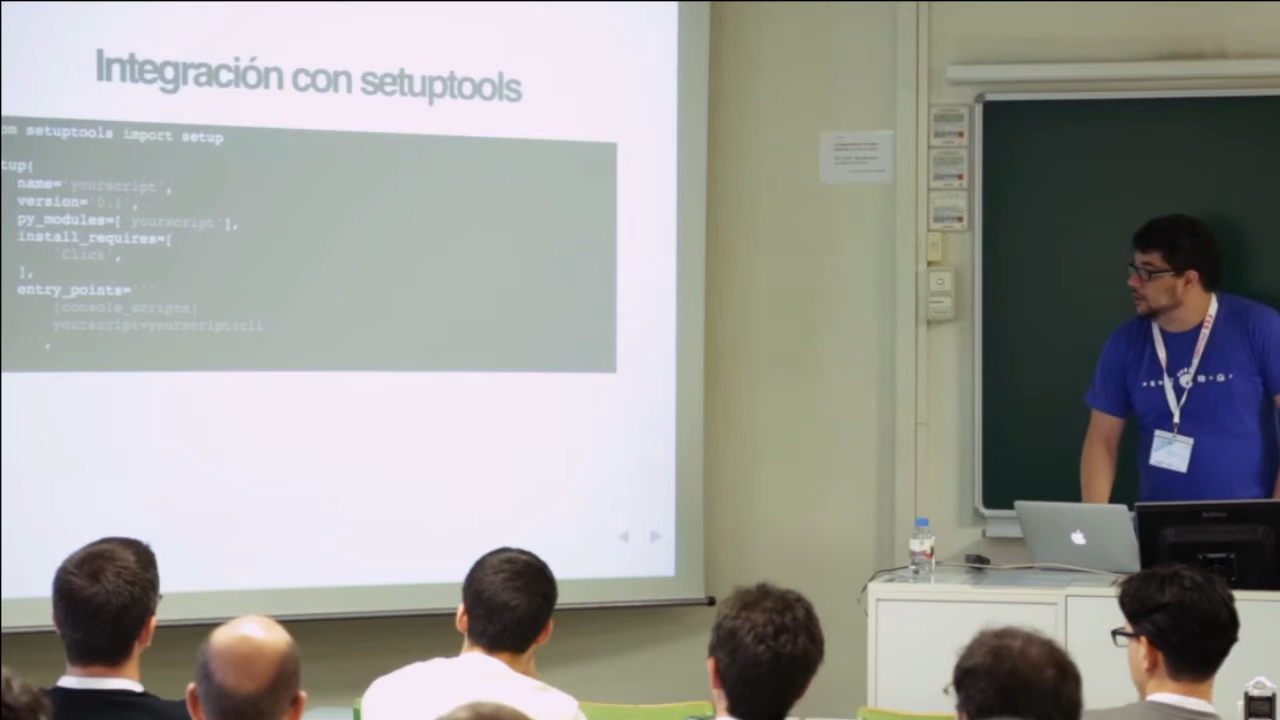 Integración con setuptools
om setuptools import setup
tup(
name='yourscript',
version='0.1',
py_modules=['yourscript'],
install_requires=[
'Click',
],
entry_points='''
[console_scripts]
yourscript=yourscript:cli
''',